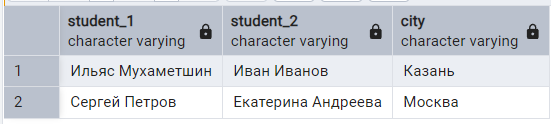 student_1 student_2 city
character varying character varying character varying
1 Ильяс Мухаметшин Иван Иванов Казань
2 Сергей Петров Екатерина Андреева Москва